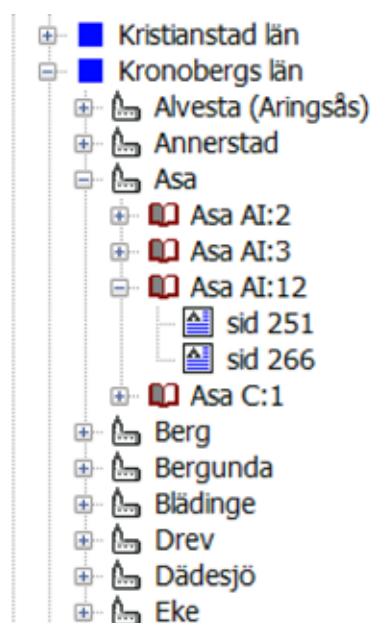 Kristianstad län
Kronobergs län
Alvesta (Aringsås)
Annerstad
Asa
Asa AI:2
Asa AI:3
Asa AI:12
sid 251
sid 266
Asa C:1
Berg
Bergunda
Blädinge
Drev
Dädesjö
Eke